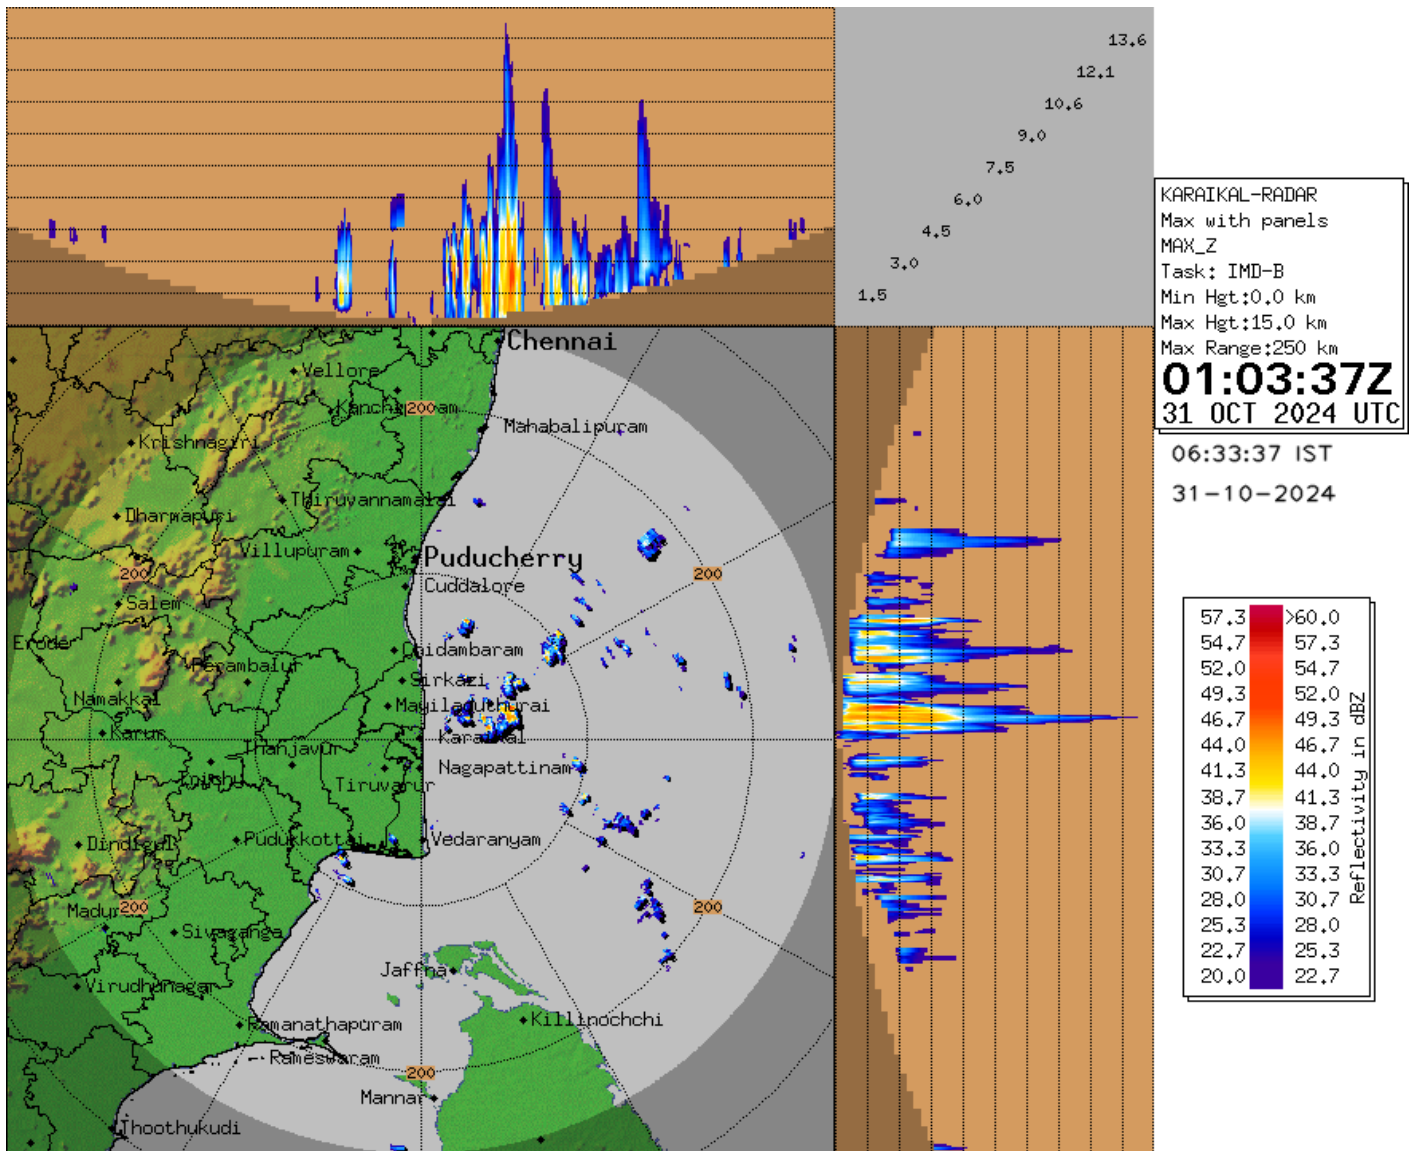 13.6
12.1
10.6
9.0
7.5
6.0
4.5
3.0
1.5
KARAIKAL-RADAR
Max with panels
MAX_Z
Task: IMD-B
Min Hgt:0.0 km
Max Hgt:15.0 km
Max Range:250 km
01:03:37Z
31 OCT 2024 UTC
06:33:37 IST
31-10-2024
Chennai
Vellore
200
Mahabalipuram
Krishnagiri
Thiruvannamalai
Dharmapuri
Villupuram
Puducherry
200
200
Cuddalore
Salem
Erode
Chidambaram
Perambalur
Sirkazi
Namakkal
Mayiladuthurai
Karur
Karaikal
Thanjavur
Nagapattinam
Tiruvarur
Pudukkottai
Vedaranyam
Dindigul
200
200
Sivaganga
Jaffna
Virudhunagar
Killinochchi
Ramanathapuram
Rameswaram
200
Mannar
Thoothukudi
57.3 >60.0
54.7 57.3
52.0 54.7
49.3 52.0
46.7 49.3
44.0 46.7
41.3 44.0
38.7 41.3
36.0 38.7
33.3 36.0
30.7 33.3
28.0 30.7
25.3 28.0
22.7 25.3
20.0 22.7
Reflectivity in dBZ